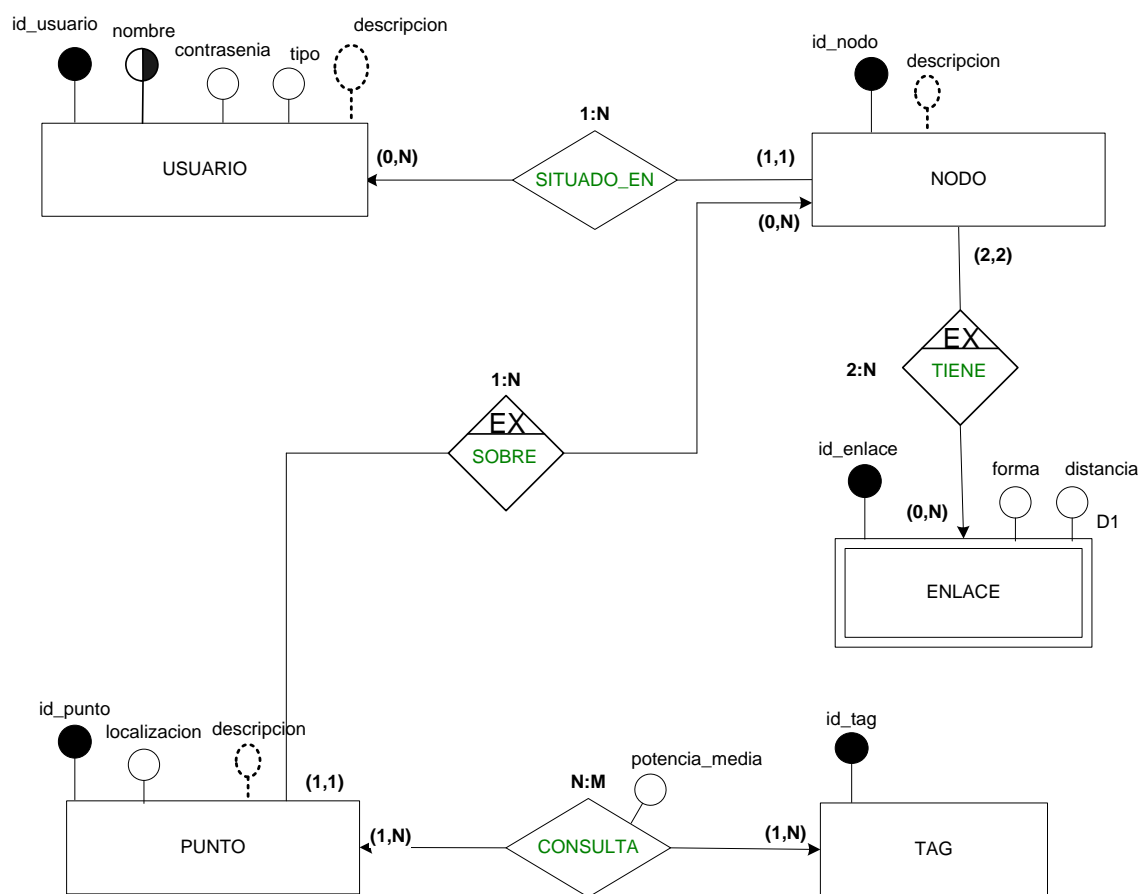 id_usuario
nombre
contrasenia
tipo
descripcion
id_nodo
descripcion
1:N
USUARIO
(0,N)
SITUADO_EN
(1,1)
NODO
(0,N)
(2,2)
EX
TIENE
2:N
1:N
EX
SOBRE
id_enlace
forma
distancia
D1
(0,N)
ENLACE
id_punto
localizacion
descripcion
(1,1)
id_tag
potencia_media
N:M
PUNTO
(1,N)
CONSULTA
(1,N)
TAG